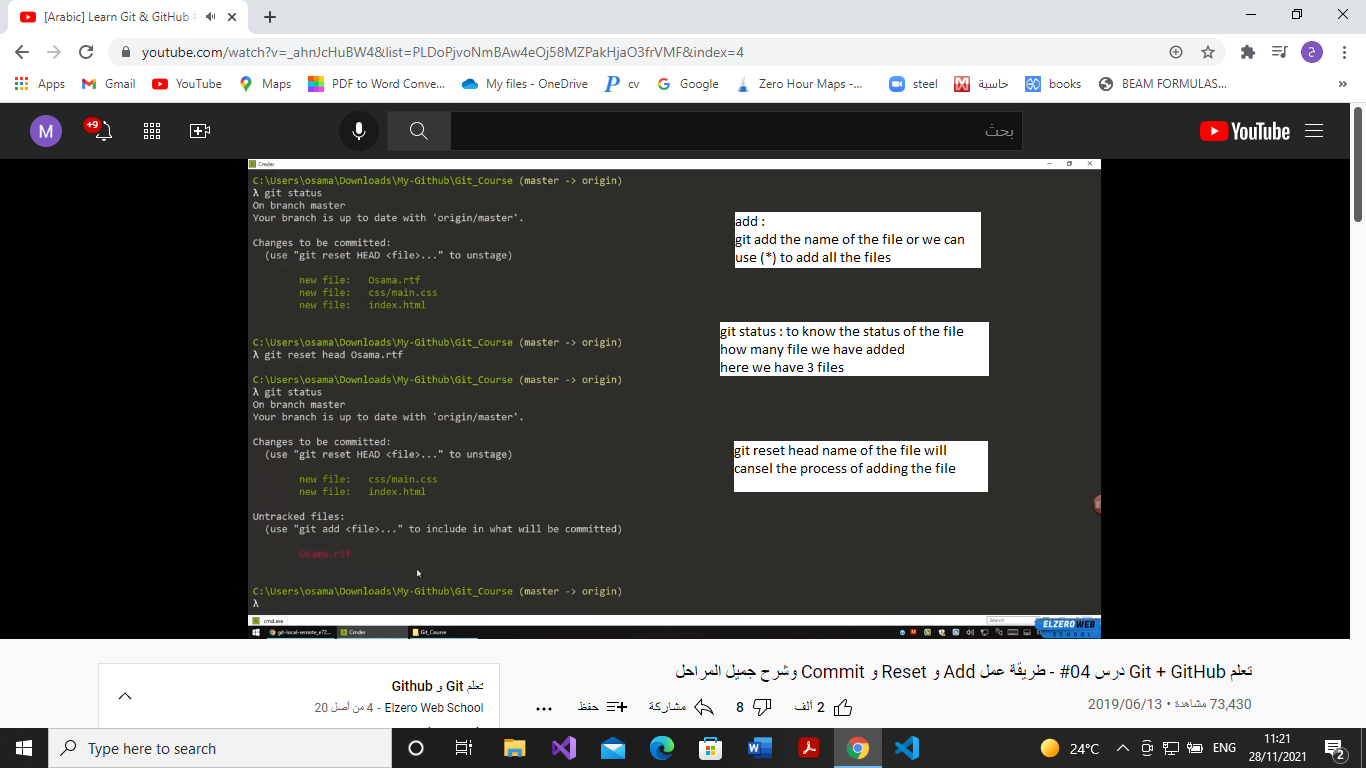 [Arabic] Learn Git & GitHub
youtube.com/watch?v=_ahnJcHuBW4&list=PLDoPjvoNmBAw4eOj58MZPakHjaO3frVMF&index=4
خ
Apps Gmail YouTube Maps PDF to Word Conve... My files - OneDrive cv Google Zero Hour Maps -... steel حاسبة books BEAM FORMULAS... »
M +9 بحث YouTube
Cmder
C:\Users\osama\Downloads\My-Github\Git_Course (master -> origin)
λ git status
On branch master
Your branch is up to date with 'origin/master'.
Changes to be committed:
(use "git reset HEAD <file>..." to unstage)
new file: Osama.rtf
new file: css/main.css
new file: index.html
C:\Users\osama\Downloads\My-Github\Git_Course (master -> origin)
λ git reset head Osama.rtf
C:\Users\osama\Downloads\My-Github\Git_Course (master -> origin)
λ git status
On branch master
Your branch is up to date with 'origin/master'.
Changes to be committed:
(use "git reset HEAD <file>..." to unstage)
new file: css/main.css
new file: index.html
Untracked files:
(use "git add <file>..." to include in what will be committed)
Osama.rtf
C:\Users\osama\Downloads\My-Github\Git_Course (master -> origin)
λ
add :
git add the name of the file or we can
use (*) to add all the files
git status : to know the status of the file
how many file we have added
here we have 3 files
git reset head name of the file will
cansel the process of adding the file
cmd.exe
Search
git-local-remote_e72... Cmder Git_Course
ELZEROWEB
SCHOOL
تعلم Git + GitHub درس 04# - طريقة عمل Add و Reset و Commit وشرح جميل المراحل
73,430 مشاهدة • 2019/06/13
2 ألف 8 مشاركة حفظ
تعلم Git و Github
Elzero Web School - 4 من أصل 20
Type here to search
24°C ENG
11:21
28/11/2021
2